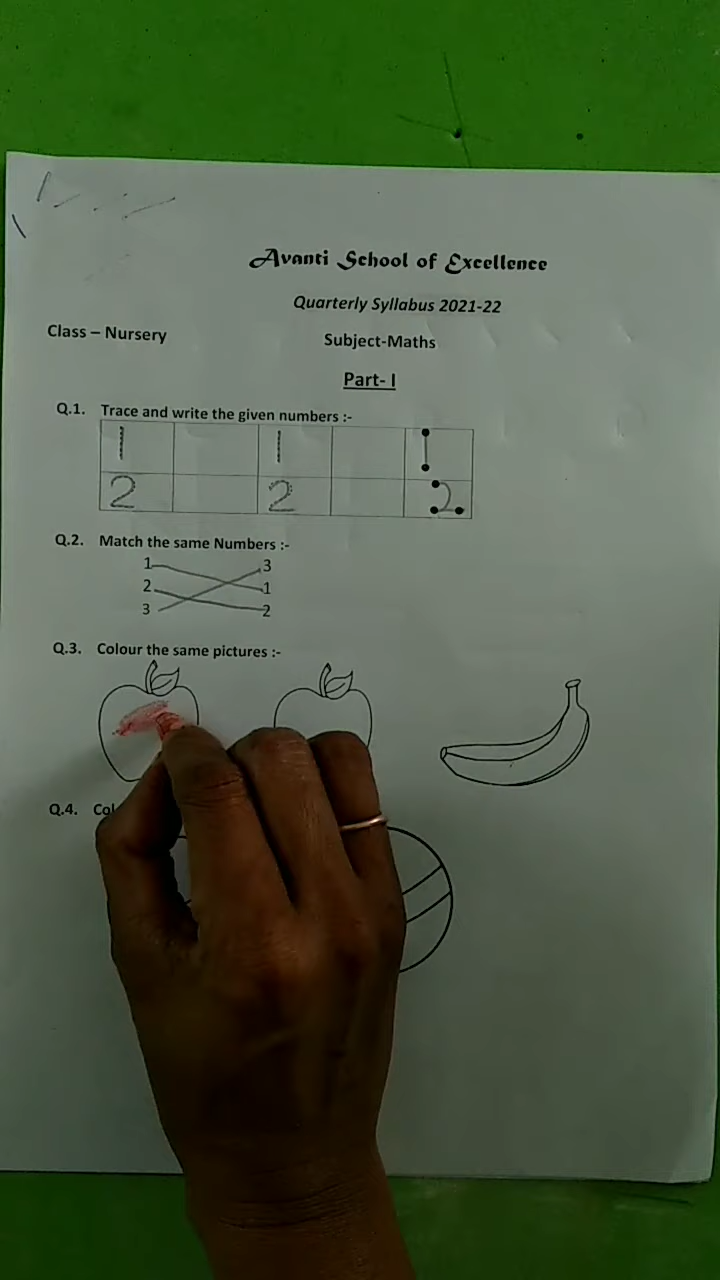 Avanti School of Excellence
Quarterly Syllabus 2021-22
Class – Nursery
Subject-Maths
Part- I
Q.1. Trace and write the given numbers :-
1 1 1
2 2 2
Q.2. Match the same Numbers :-
1 3
2 1
3 2
Q.3. Colour the same pictures :-
Q.4.